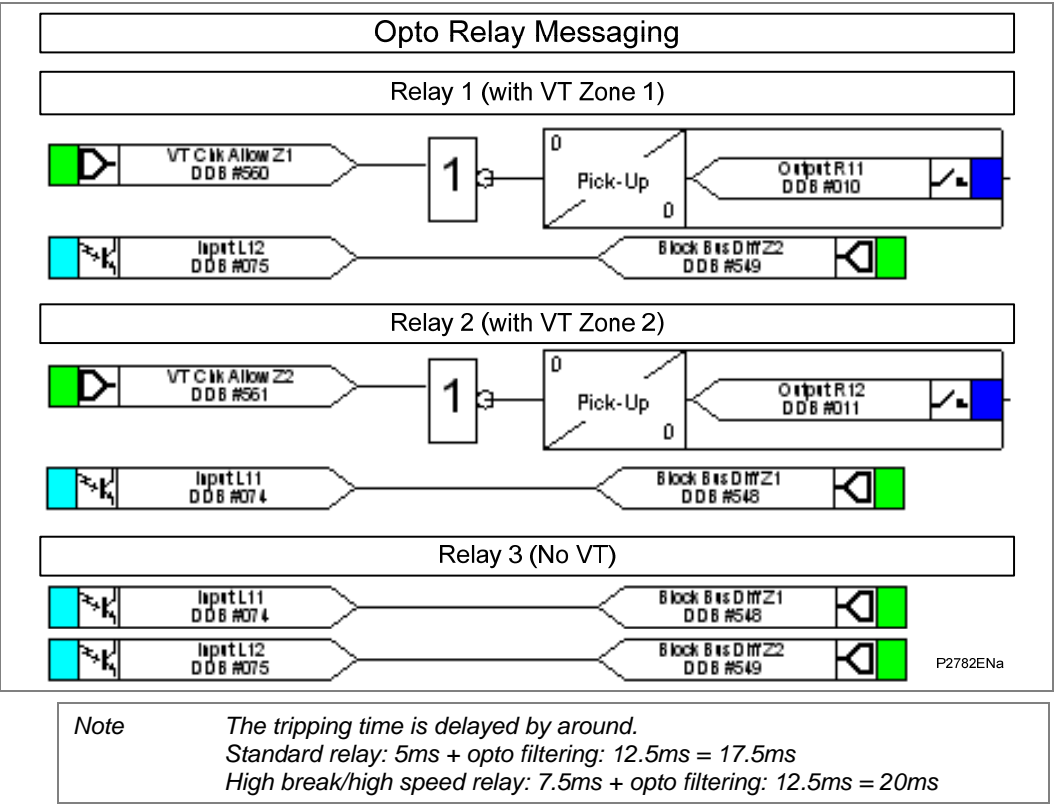 Opto Relay Messaging
Relay 1 (with VT Zone 1)
VT Chk Allow Z1
DDB #560
1
0
Pick-Up
0
Output R11
DDB #010
Input L12
DDB #075
Block Bus Diff Z2
DDB #549
Relay 2 (with VT Zone 2)
VT Chk Allow Z2
DDB #561
1
0
Pick-Up
0
Output R12
DDB #011
Input L11
DDB #074
Block Bus Diff Z1
DDB #548
Relay 3 (No VT)
Input L11
DDB #074
Block Bus Diff Z1
DDB #548
Input L12
DDB #075
Block Bus Diff Z2
DDB #549
P2782ENa
Note The tripping time is delayed by around.
Standard relay: 5ms + opto filtering: 12.5ms = 17.5ms
High break/high speed relay: 7.5ms + opto filtering: 12.5ms = 20ms